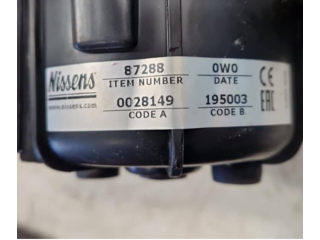 Nissens
www.nissens.com
87288 0W0
ITEM NUMBER DATE
0028149 195003
CODE A CODE B
CE
EAC